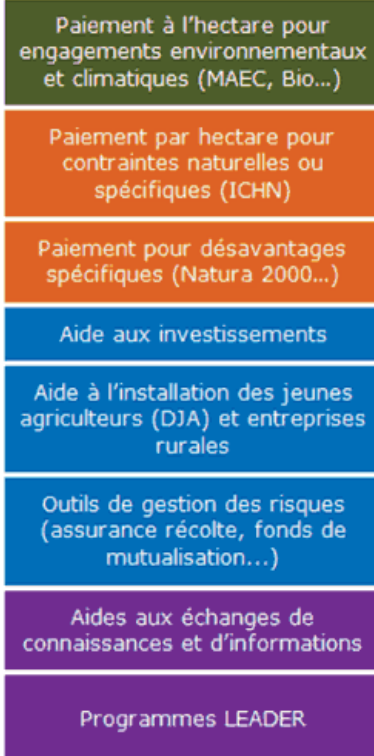 Paiement à l'hectare pour
engagements environnementaux
et climatiques (MAEC, Bio...)
Paiement par hectare pour
contraintes naturelles ou
spécifiques (ICHN)
Paiement pour désavantages
spécifiques (Natura 2000...)
Aide aux investissements
Aide à l'installation des jeunes
agriculteurs (DJA) et entreprises
rurales
Outils de gestion des risques
(assurance récolte, fonds de
mutualisation...)
Aides aux échanges de
connaissances et d'informations
Programmes LEADER